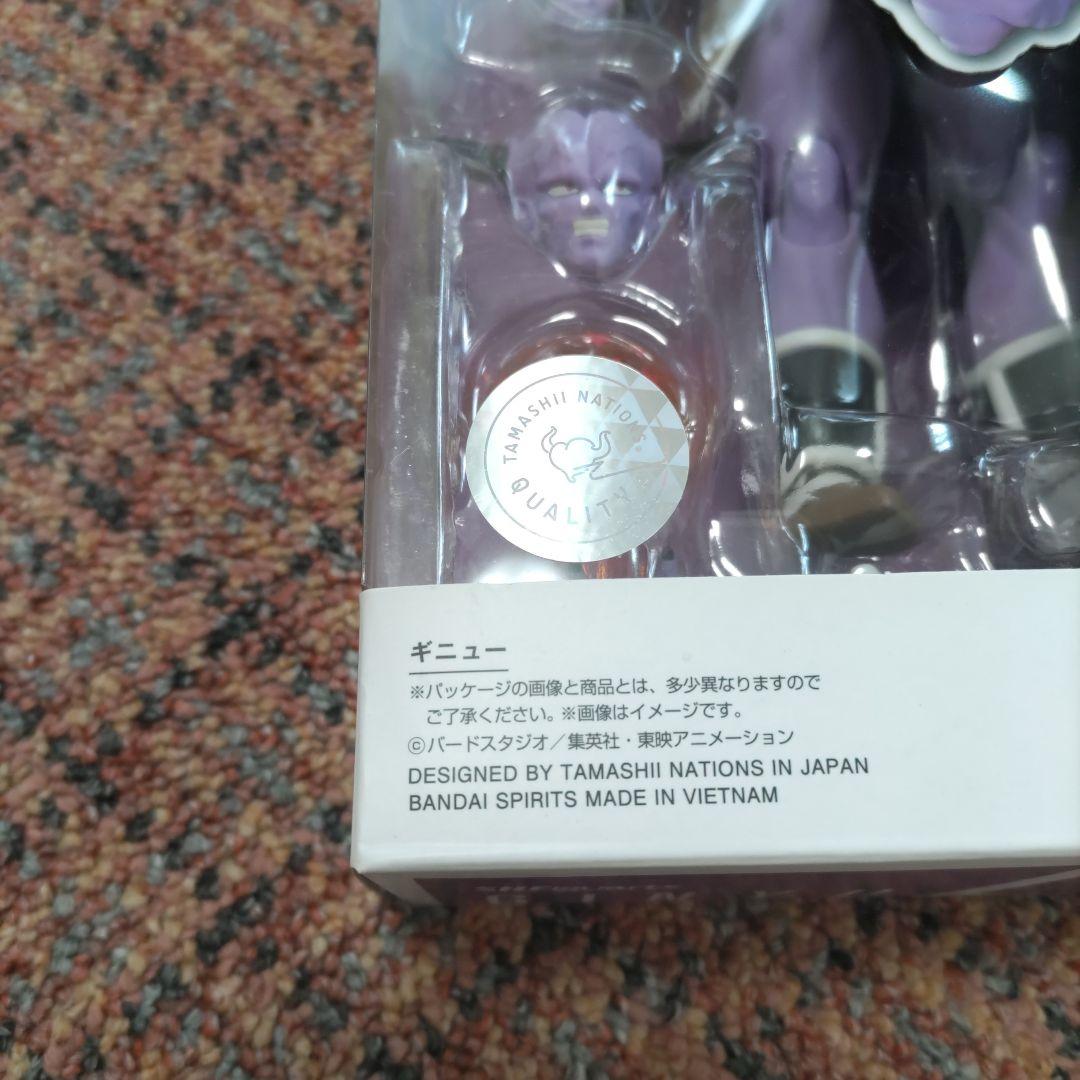 TAMASHII NATIONS
QUALITY
ギニュー
※パッケージの画像と商品とは、多少異なりますので
ご了承ください。※画像はイメージです。
©バードスタジオ／集英社・東映アニメーション
DESIGNED BY TAMASHII NATIONS IN JAPAN
BANDAI SPIRITS MADE IN VIETNAM